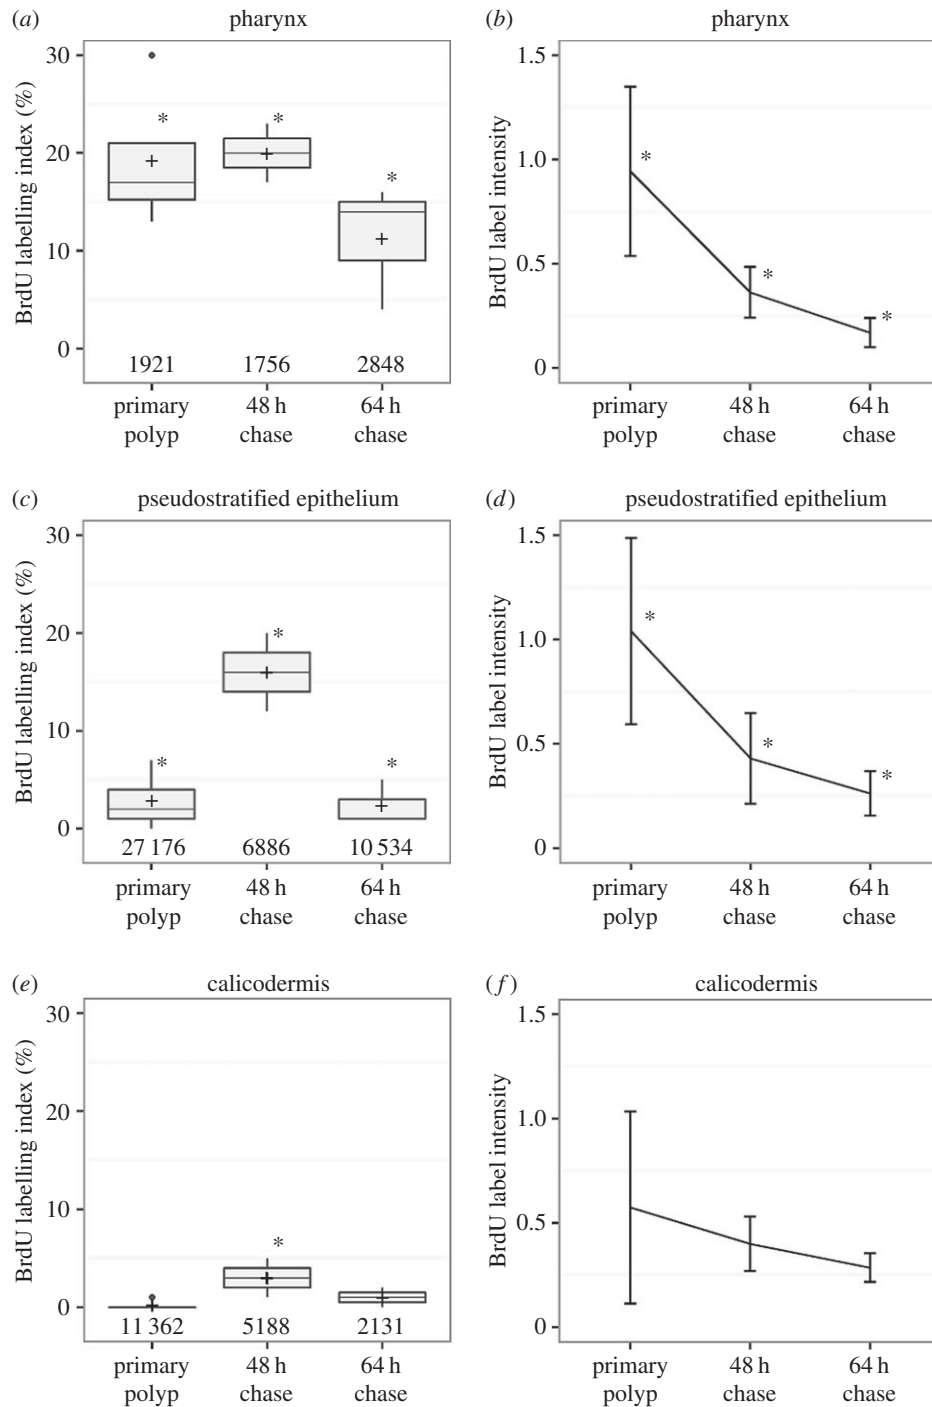 (a) pharynx
BrdU labelling index (%)
30
*
*
20
*
10
0
1921 1756 2848
primary 48 h 64 h
polyp chase chase
(b) pharynx
BrdU label intensity
1.5
1.0
*
0.5
*
*
0
primary 48 h 64 h
polyp chase chase
(c) pseudostratified epithelium
BrdU labelling index (%)
30
20
*
10
*
*
0
27 176 6886 10 534
primary 48 h 64 h
polyp chase chase
(d) pseudostratified epithelium
BrdU label intensity
1.5
1.0
*
0.5
*
*
0
primary 48 h 64 h
polyp chase chase
(e) calicodermis
BrdU labelling index (%)
30
20
10
*
0
11 362 5188 2131
primary 48 h 64 h
polyp chase chase
(f) calicodermis
BrdU label intensity
1.5
1.0
0.5
0
primary 48 h 64 h
polyp chase chase